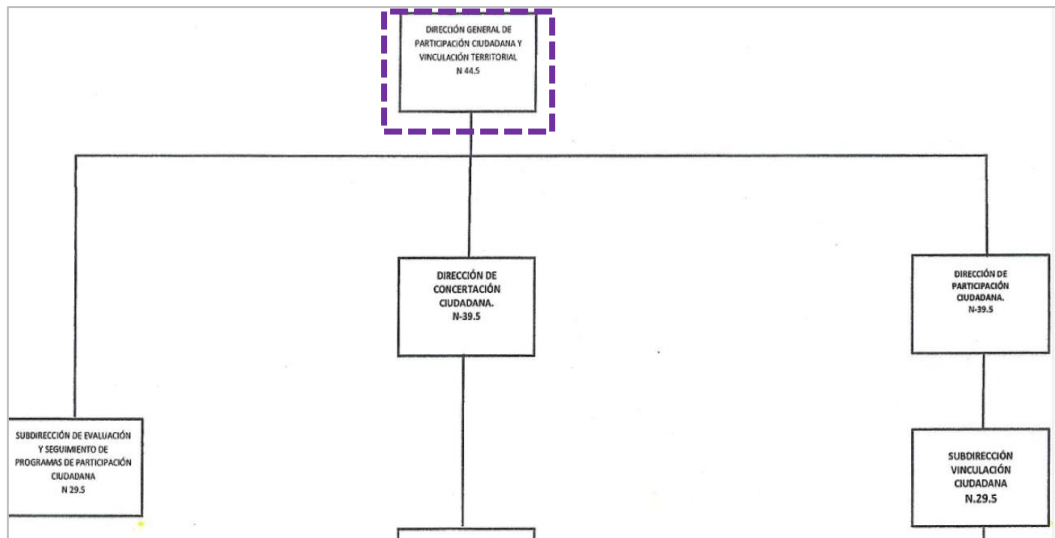 DIRECCIÓN GENERAL DE
PARTICIPACIÓN CIUDADANA Y
VINCULACIÓN TERRITORIAL
N 44.5
DIRECCIÓN DE
CONCERTACIÓN
CIUDADANA.
N-39.5
DIRECCIÓN DE
PARTICIPACIÓN
CIUDADANA.
N-39.5
SUBDIRECCIÓN DE EVALUACIÓN
Y SEGUIMIENTO DE
PROGRAMAS DE PARTICIPACIÓN
CIUDADANA
N 29.5
SUBDIRECCIÓN
VINCULACIÓN
CIUDADANA
N.29.5